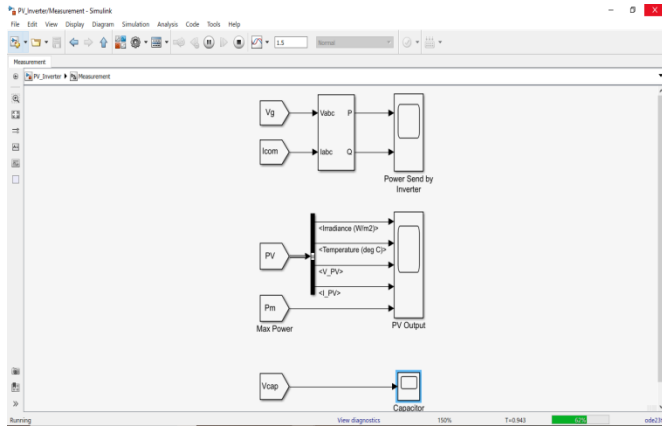 PV_Inverter/Measurement - Simulink
File Edit View Display Diagram Simulation Analysis Code Tools Help
1.5 Normal
Measurement
PV_Inverter Measurement
Vg Vabc P
Icom Iabc Q
Power Send by
Inverter
<Irradiance (W/m2)>
<Temperature (deg C)>
PV
<V_PV>
<I_PV>
Pm
Max Power PV Output
Vcap
Capacitor
Running View diagnostics 150% T=0.943 62%